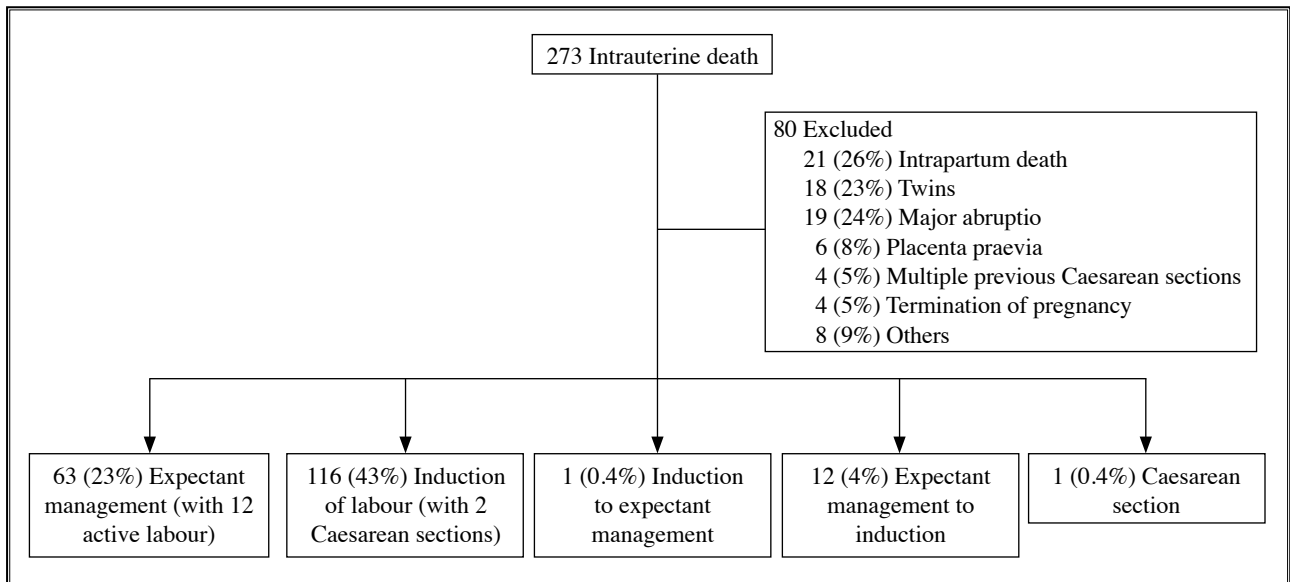 273 Intrauterine death
80 Excluded
21 (26%) Intrapartum death
18 (23%) Twins
19 (24%) Major abruptio
6 (8%) Placenta praevia
4 (5%) Multiple previous Caesarean sections
4 (5%) Termination of pregnancy
8 (9%) Others
63 (23%) Expectant
management (with 12
active labour)
116 (43%) Induction
of labour (with 2
Caesarean sections)
1 (0.4%) Induction
to expectant
management
12 (4%) Expectant
management to
induction
1 (0.4%) Caesarean
section